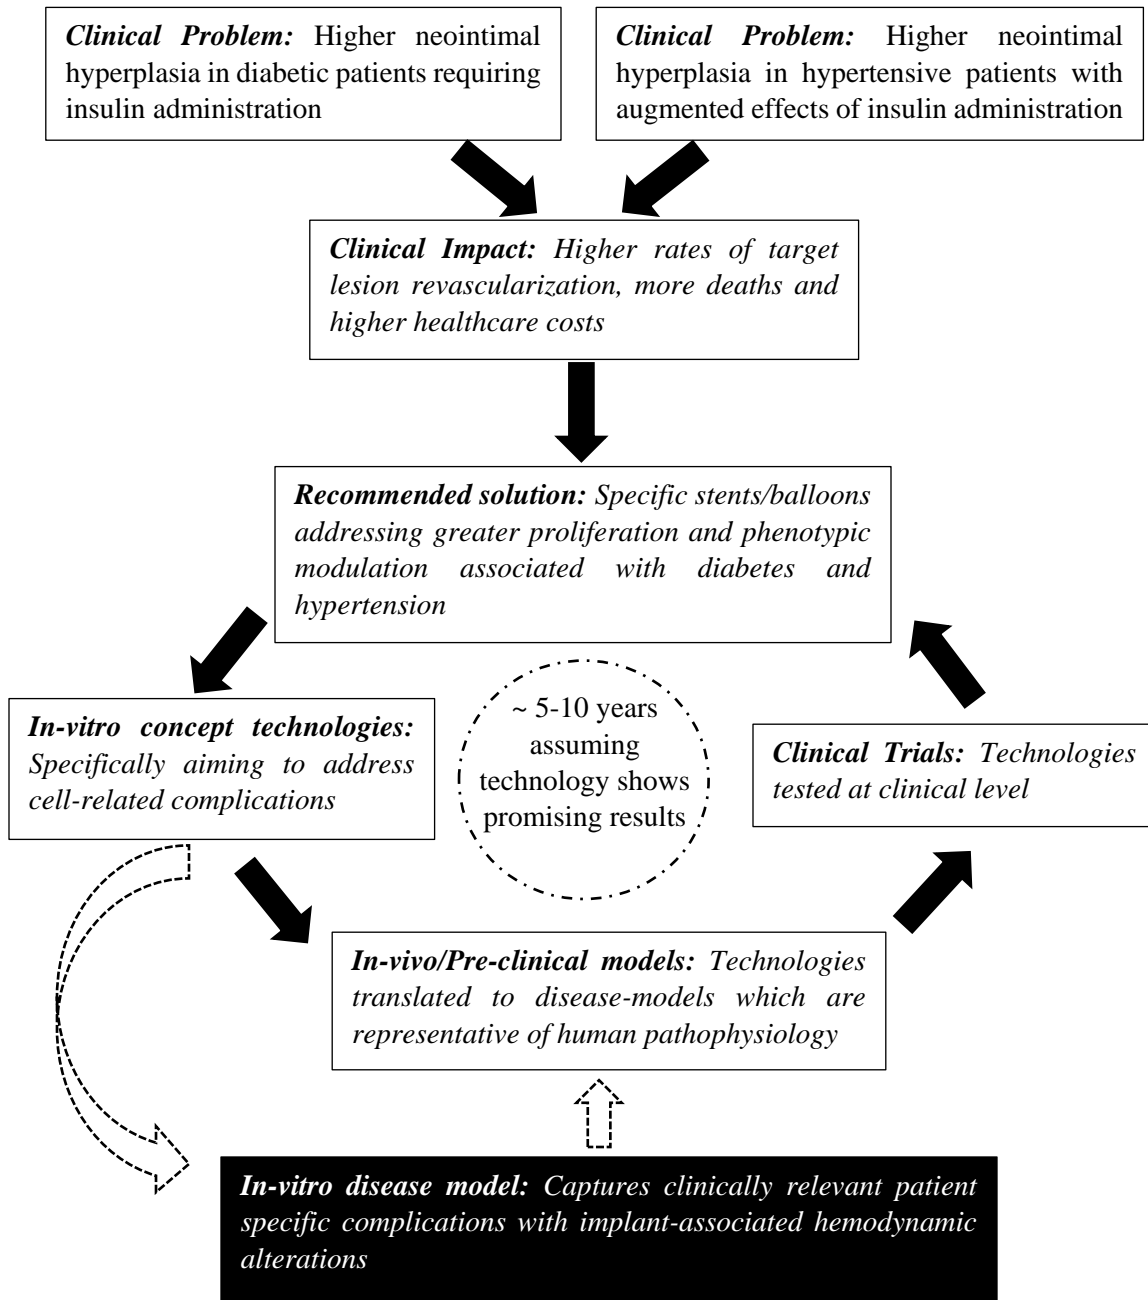 Clinical Problem: Higher neointimal
hyperplasia in diabetic patients requiring
insulin administration
Clinical Problem: Higher neointimal
hyperplasia in hypertensive patients with
augmented effects of insulin administration
Clinical Impact: Higher rates of target
lesion revascularization, more deaths and
higher healthcare costs
Recommended solution: Specific stents/balloons
addressing greater proliferation and phenotypic
modulation associated with diabetes and
hypertension
In-vitro concept technologies:
Specifically aiming to address
cell-related complications
~ 5-10 years
assuming
technology shows
promising results
Clinical Trials: Technologies
tested at clinical level
In-vivo/Pre-clinical models: Technologies
translated to disease-models which are
representative of human pathophysiology
In-vitro disease model: Captures clinically relevant patient
specific complications with implant-associated hemodynamic
alterations